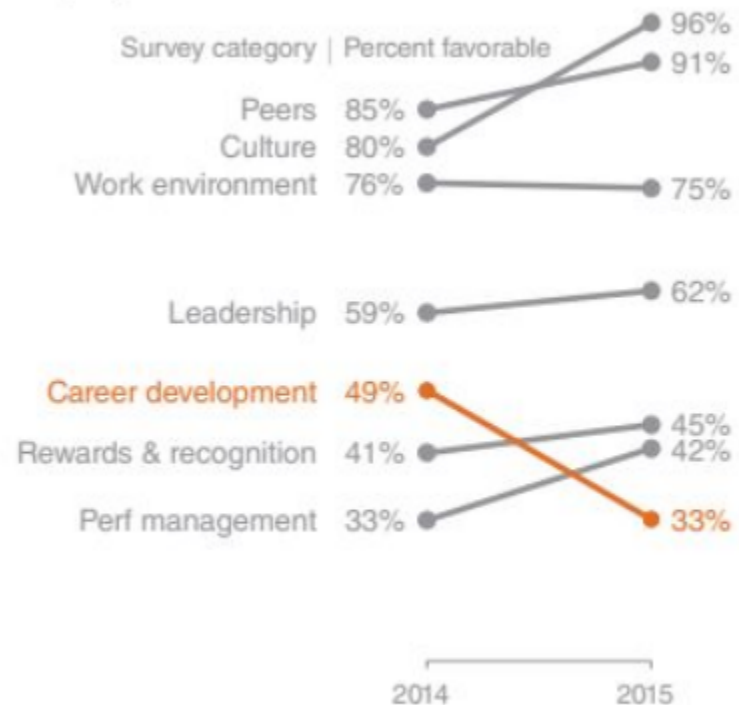 96%
Survey category | Percent favorable
91%
Peers 85%
Culture 80%
Work environment 76% 75%
Leadership 59% 62%
Career development 49%
45%
Rewards & recognition 41% 42%
Perf management 33% 33%
2014 2015